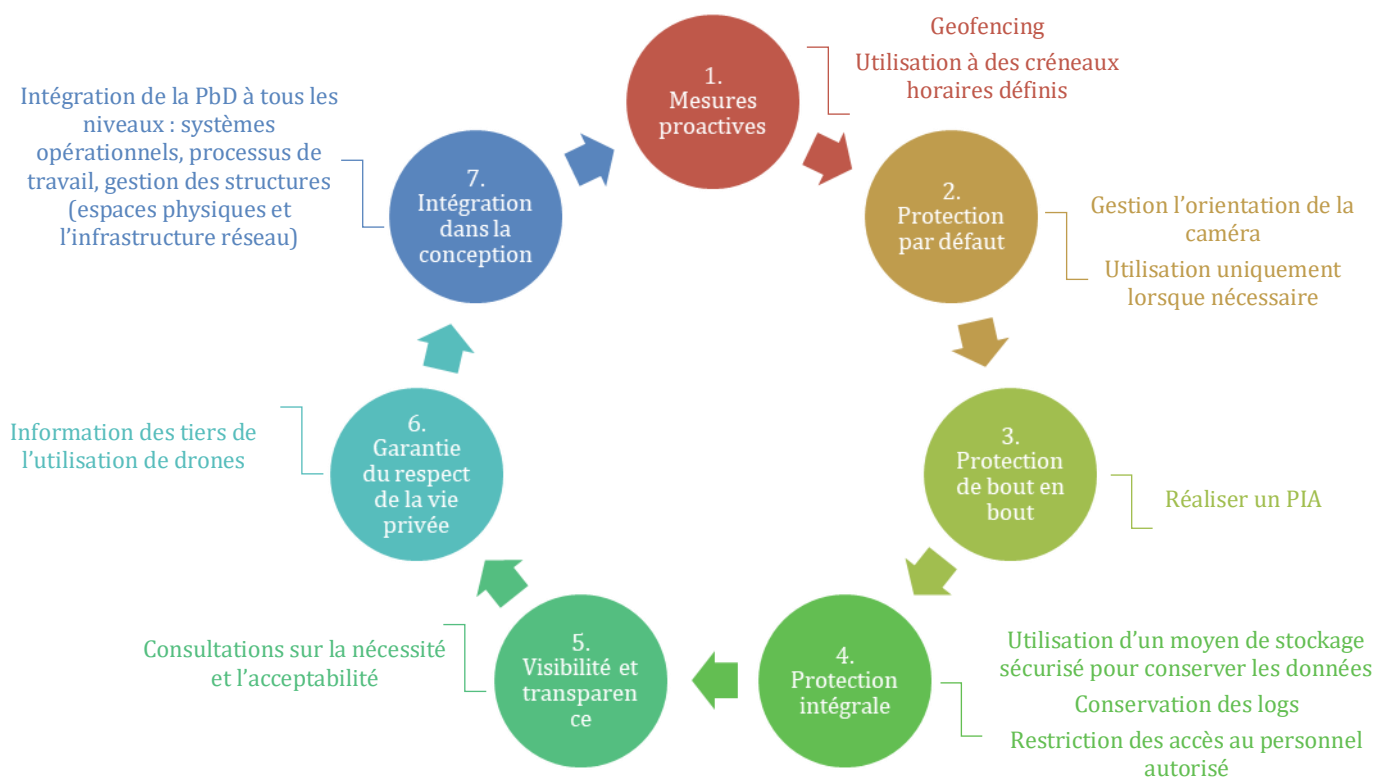 1.
Mesures
proactives
Geofencing
Utilisation à des créneaux
horaires définis
2.
Protection
par défaut
Gestion l’orientation de la
caméra
Utilisation uniquement
lorsque nécessaire
3.
Protection
de bout en
bout
Réaliser un PIA
4.
Protection
intégrale
Utilisation d’un moyen de stockage
sécurisé pour conserver les données
Conservation des logs
Restriction des accès au personnel
autorisé
5.
Visibilité et
transparen
ce
Consultations sur la nécessité
et l’acceptabilité
6.
Garantie
du respect
de la vie
privée
Information des tiers de
l’utilisation de drones
7.
Intégration
dans la
conception
Intégration de la PbD à tous les
niveaux : systèmes
opérationnels, processus de
travail, gestion des structures
(espaces physiques et
l’infrastructure réseau)